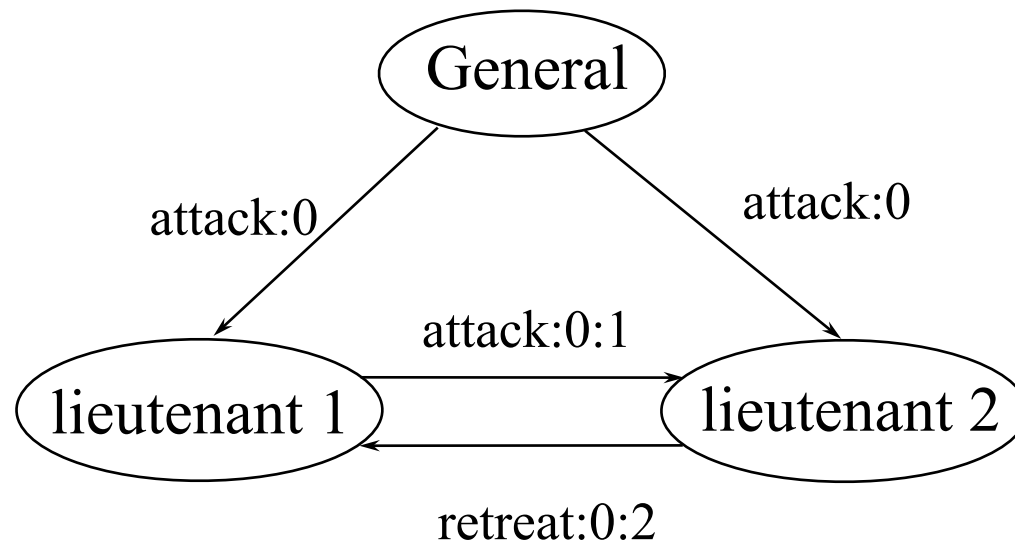 General
attack:0
attack:0
attack:0:1
lieutenant 1
lieutenant 2
retreat:0:2